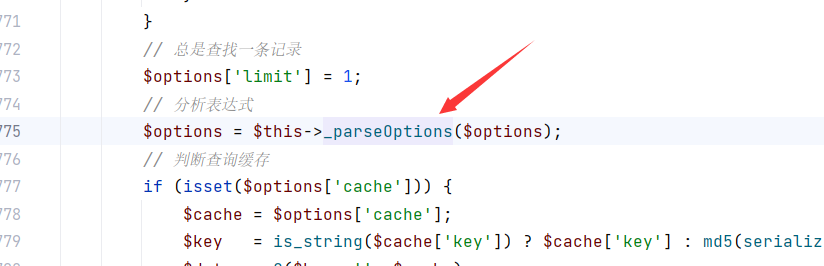 771 }
772 // 总是查找一条记录
773 $options['limit'] = 1;
774 // 分析表达式
775 $options = $this->_parseOptions($options);
776 // 判断查询缓存
777 if (isset($options['cache'])) {
778 $cache = $options['cache'];
779 $key = is_string($cache['key']) ? $cache['key'] : md5(serializ